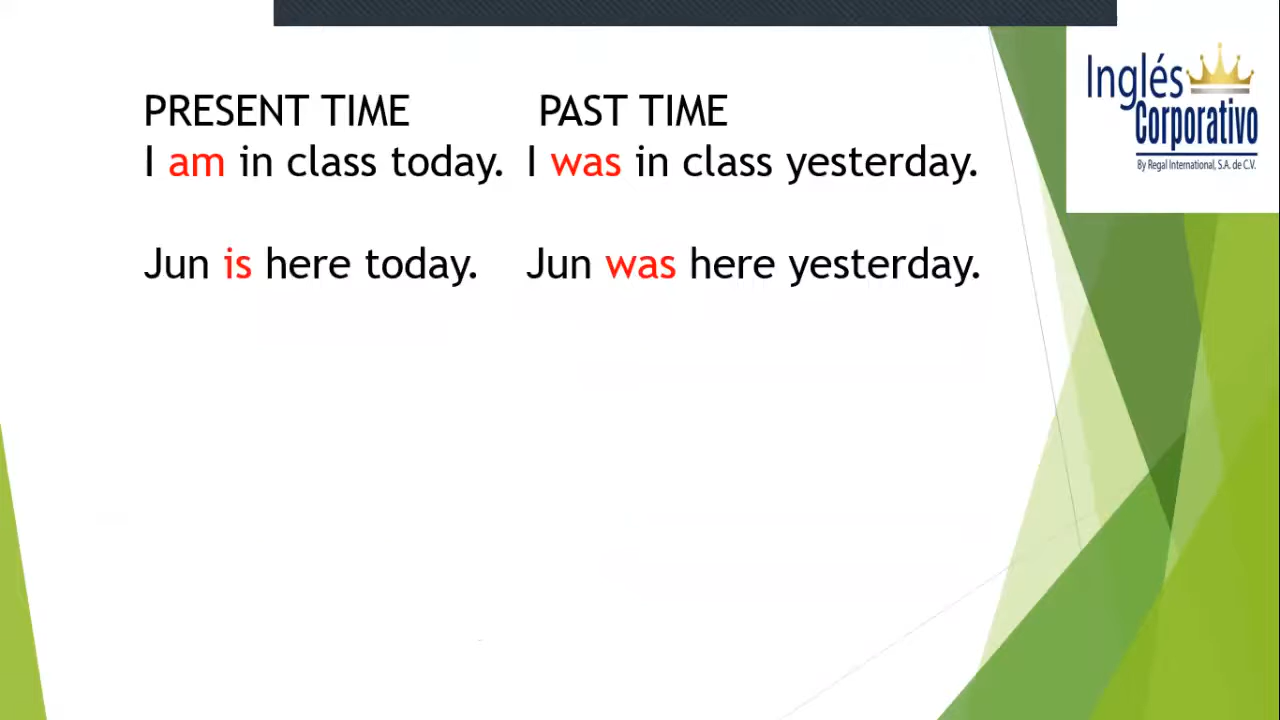 PRESENT TIME PAST TIME
I am in class today. I was in class yesterday.
Jun is here today. Jun was here yesterday.
Inglés
Corporativo
By Regal International, S.A. de C.V.